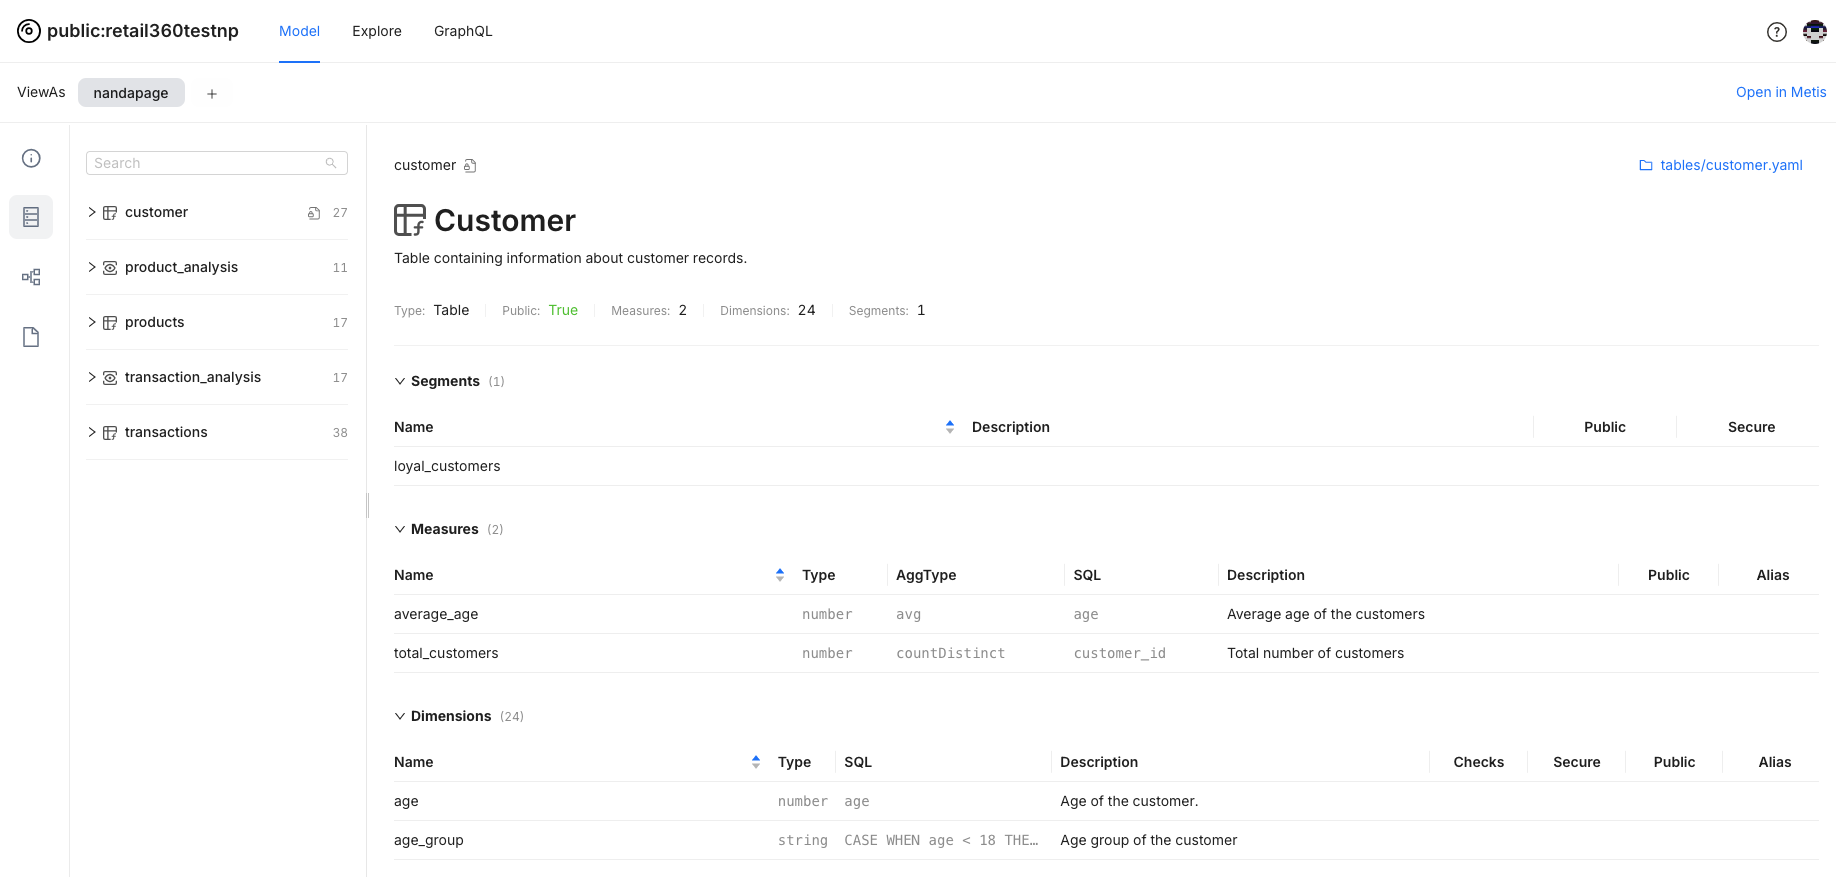 public:retail360testnp Model Explore GraphQL
ViewAs nandapage + Open in Metis
Search
customer 27
product_analysis 11
products 17
transaction_analysis 17
transactions 38
customer tables/customer.yaml
Customer
Table containing information about customer records.
Type: Table Public: True Measures: 2 Dimensions: 24 Segments: 1
Segments (1)
Name Description Public Secure
loyal_customers
Measures (2)
Name Type AggType SQL Description Public Alias
average_age number avg age Average age of the customers
total_customers number countDistinct customer_id Total number of customers
Dimensions (24)
Name Type SQL Description Checks Secure Public Alias
age number age Age of the customer.
age_group string CASE WHEN age < 18 THE… Age group of the customer